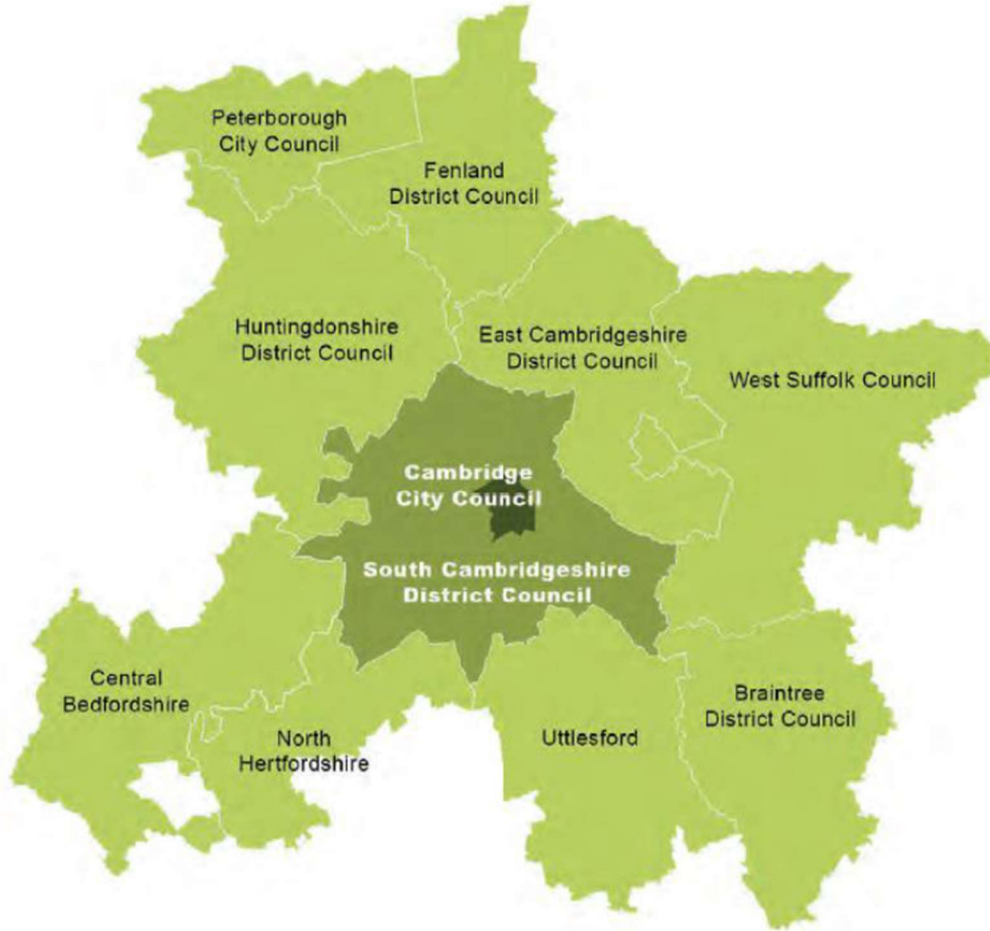 Peterborough
City Council
Fenland
District Council
Huntingdonshire
District Council
East Cambridgeshire
District Council
West Suffolk Council
Cambridge
City Council
South Cambridgeshire
District Council
Central
Bedfordshire
North
Hertfordshire
Uttlesford
Braintree
District Council